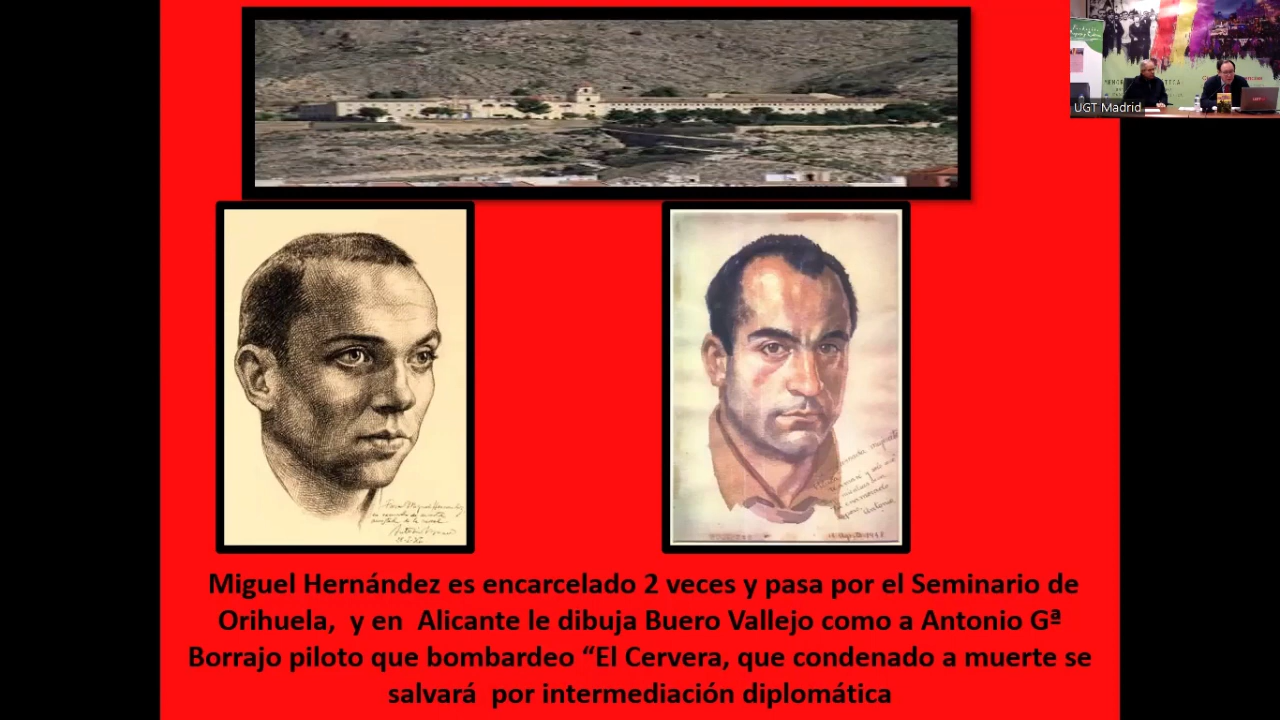 UGT Madrid
Miguel Hernández es encarcelado 2 veces y pasa por el Seminario de
Orihuela, y en Alicante le dibuja Buero Vallejo como a Antonio Gª
Borrajo piloto que bombardeo “El Cervera, que condenado a muerte se
salvará por intermediación diplomática